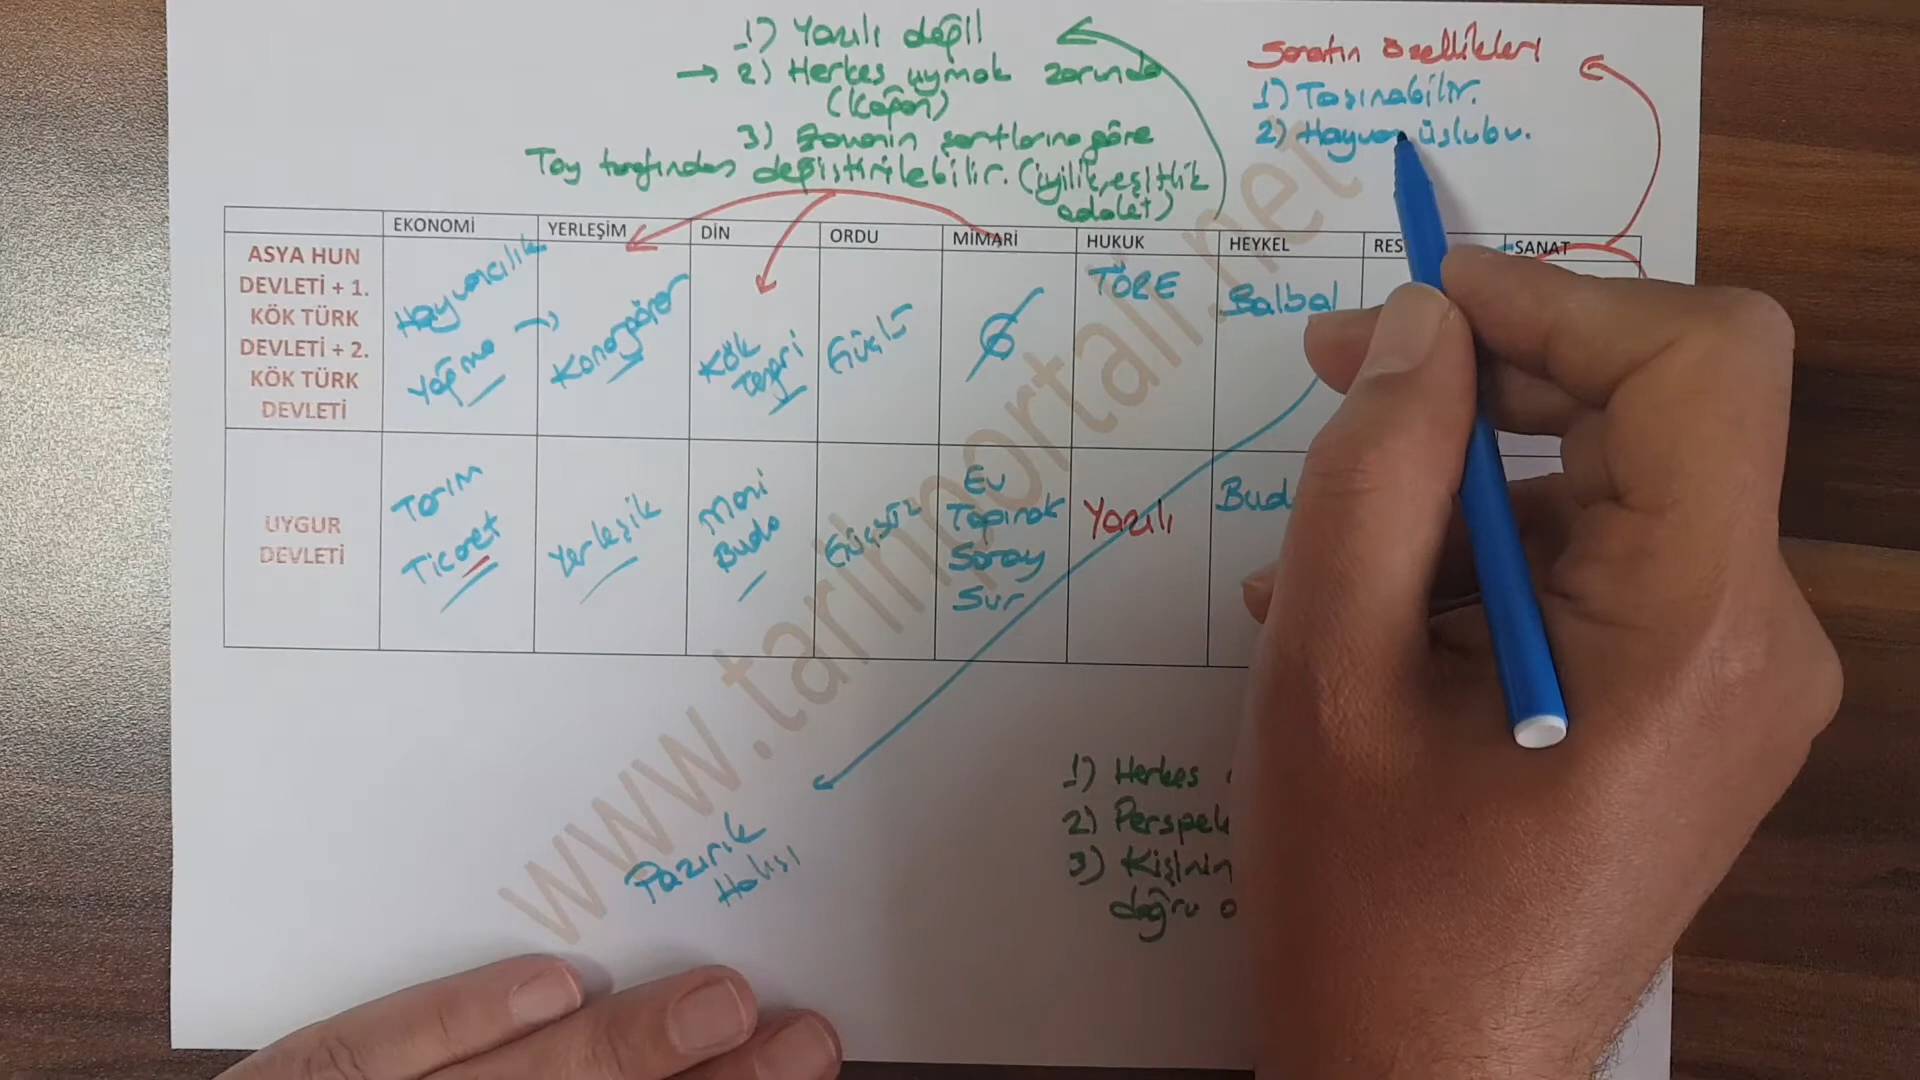 1) Yazılı değil
→ 2) Herkes uymak zorunda
(Kağan)
3) Zamanın şartlarına göre
Toy tarafından değiştirilebilir. (iyilik, eşitlik
adalet)
Sanatın özellikleri
1) Taşınabilir.
2) Hayvan üslubu.
EKONOMİ YERLEŞİM DİN ORDU MİMARİ HUKUK HEYKEL RES SANAT
ASYA HUN
DEVLETİ + 1.
KÖK TÜRK
DEVLETİ + 2.
KÖK TÜRK
DEVLETİ
Hayvancılık
Yağma
Konargöçer
Kök
Tengri
Güçlü
TÖRE
Balbal
UYGUR
DEVLETİ
Tarım
Ticaret
Yerleşik
Mani
Buda
Güçsüz
Ev
Tapınak
Saray
Sur
Yazılı
Bud
Pazırık
Halısı
1) Herkes
2) Perspek
3) Kişinin
doğru o
www.tarihportali.net